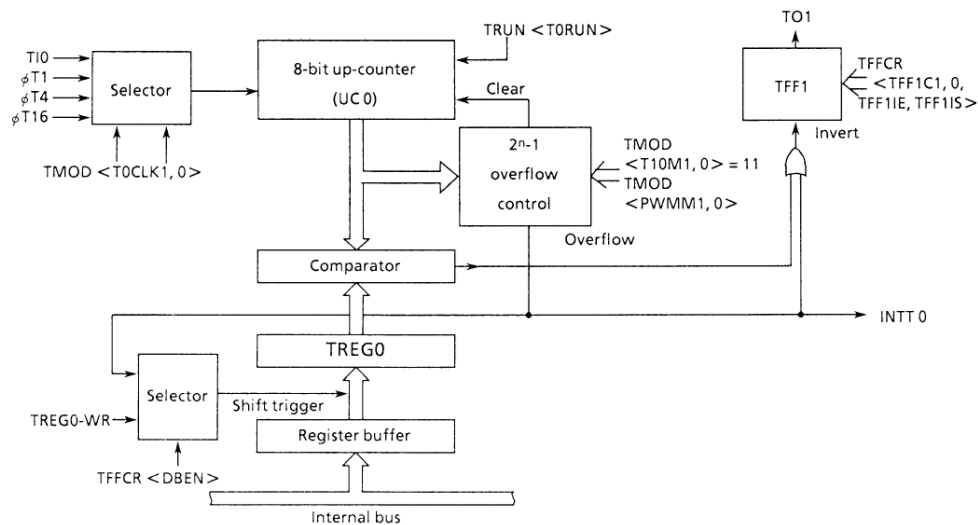 TO1
TRUN <T0RUN>
TI0
φT1
φT4
φT16
Selector
8-bit up-counter
(UC 0)
Clear
TFF1
TFFCR
<TFF1C1, 0,
TFF1IE, TFF1IS>
Invert
TMOD <T0CLK1, 0>
2ⁿ-1
overflow
control
TMOD
<T10M1, 0> = 11
TMOD
<PWMM1, 0>
Overflow
Comparator
INTT 0
TREG0
Selector
Shift trigger
TREG0-WR
Register buffer
TFFCR <DBEN>
Internal bus